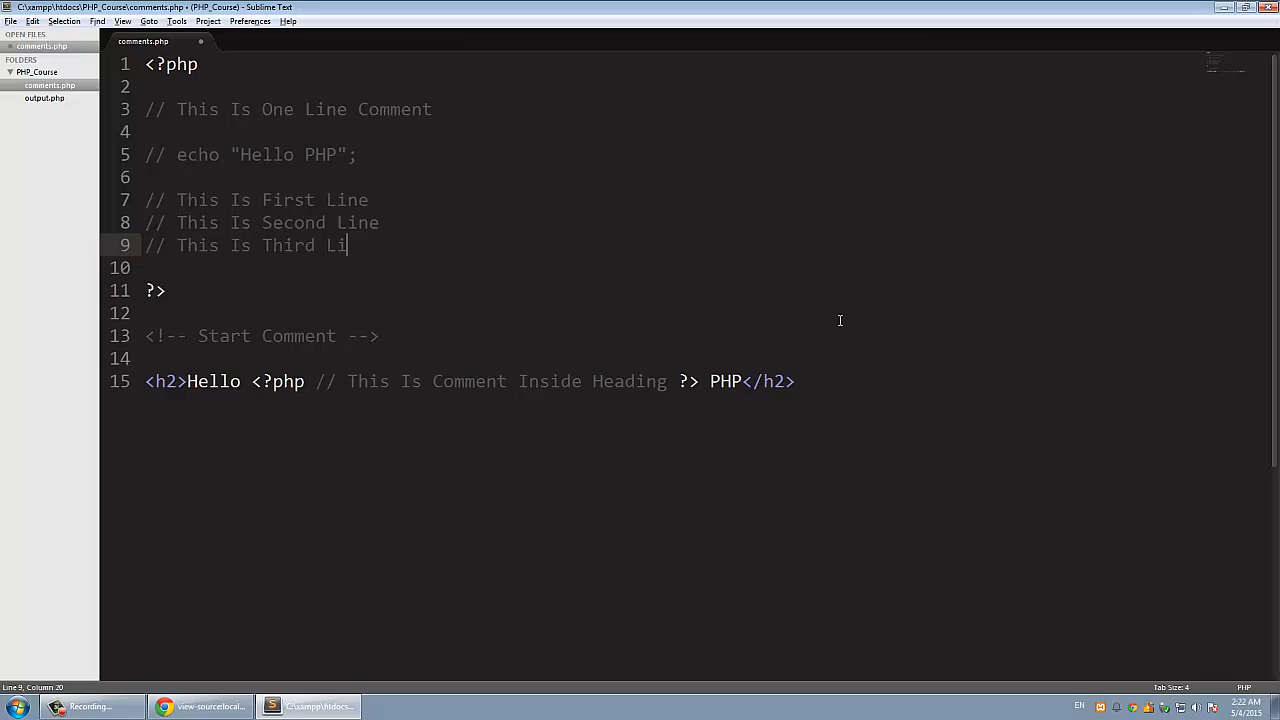 C:\xampp\htdocs\PHP_Course\comments.php • (PHP_Course) - Sublime Text
File Edit Selection Find View Goto Tools Project Preferences Help
OPEN FILES
comments.php
FOLDERS
PHP_Course
comments.php
output.php
comments.php
1 <?php
2
3 // This Is One Line Comment
4
5 // echo "Hello PHP";
6
7 // This Is First Line
8 // This Is Second Line
9 // This Is Third Li
10
11 ?>
12
13 <!-- Start Comment -->
14
15 <h2>Hello <?php // This Is Comment Inside Heading ?> PHP</h2>
Line 9, Column 20
Tab Size: 4
PHP
Recording...
view-source:local...
C:\xampp\htdocs...
EN
2:22 AM
5/4/2015